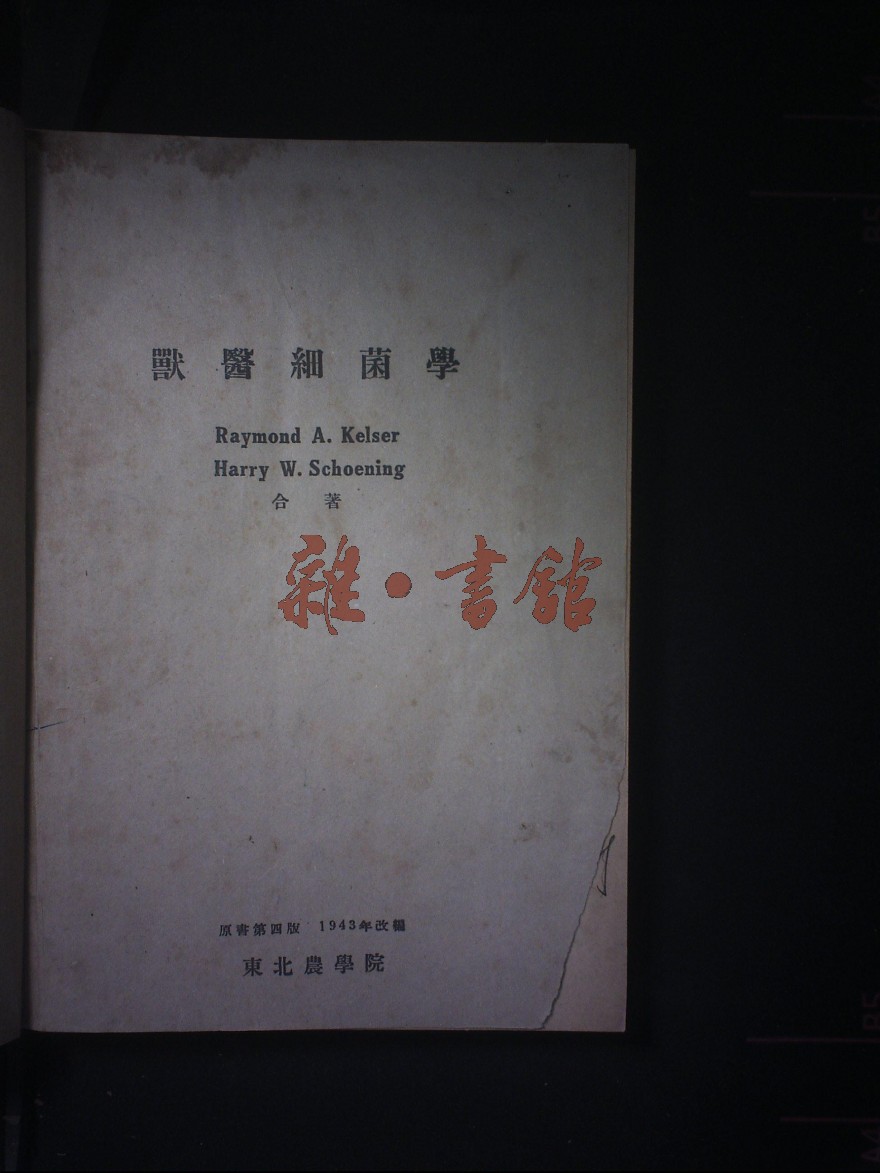 獸醫細菌學
Raymond A. Kelser
Harry W. Schoening
合著
雜·書館
原書第四版 1943年改編
東北農學院